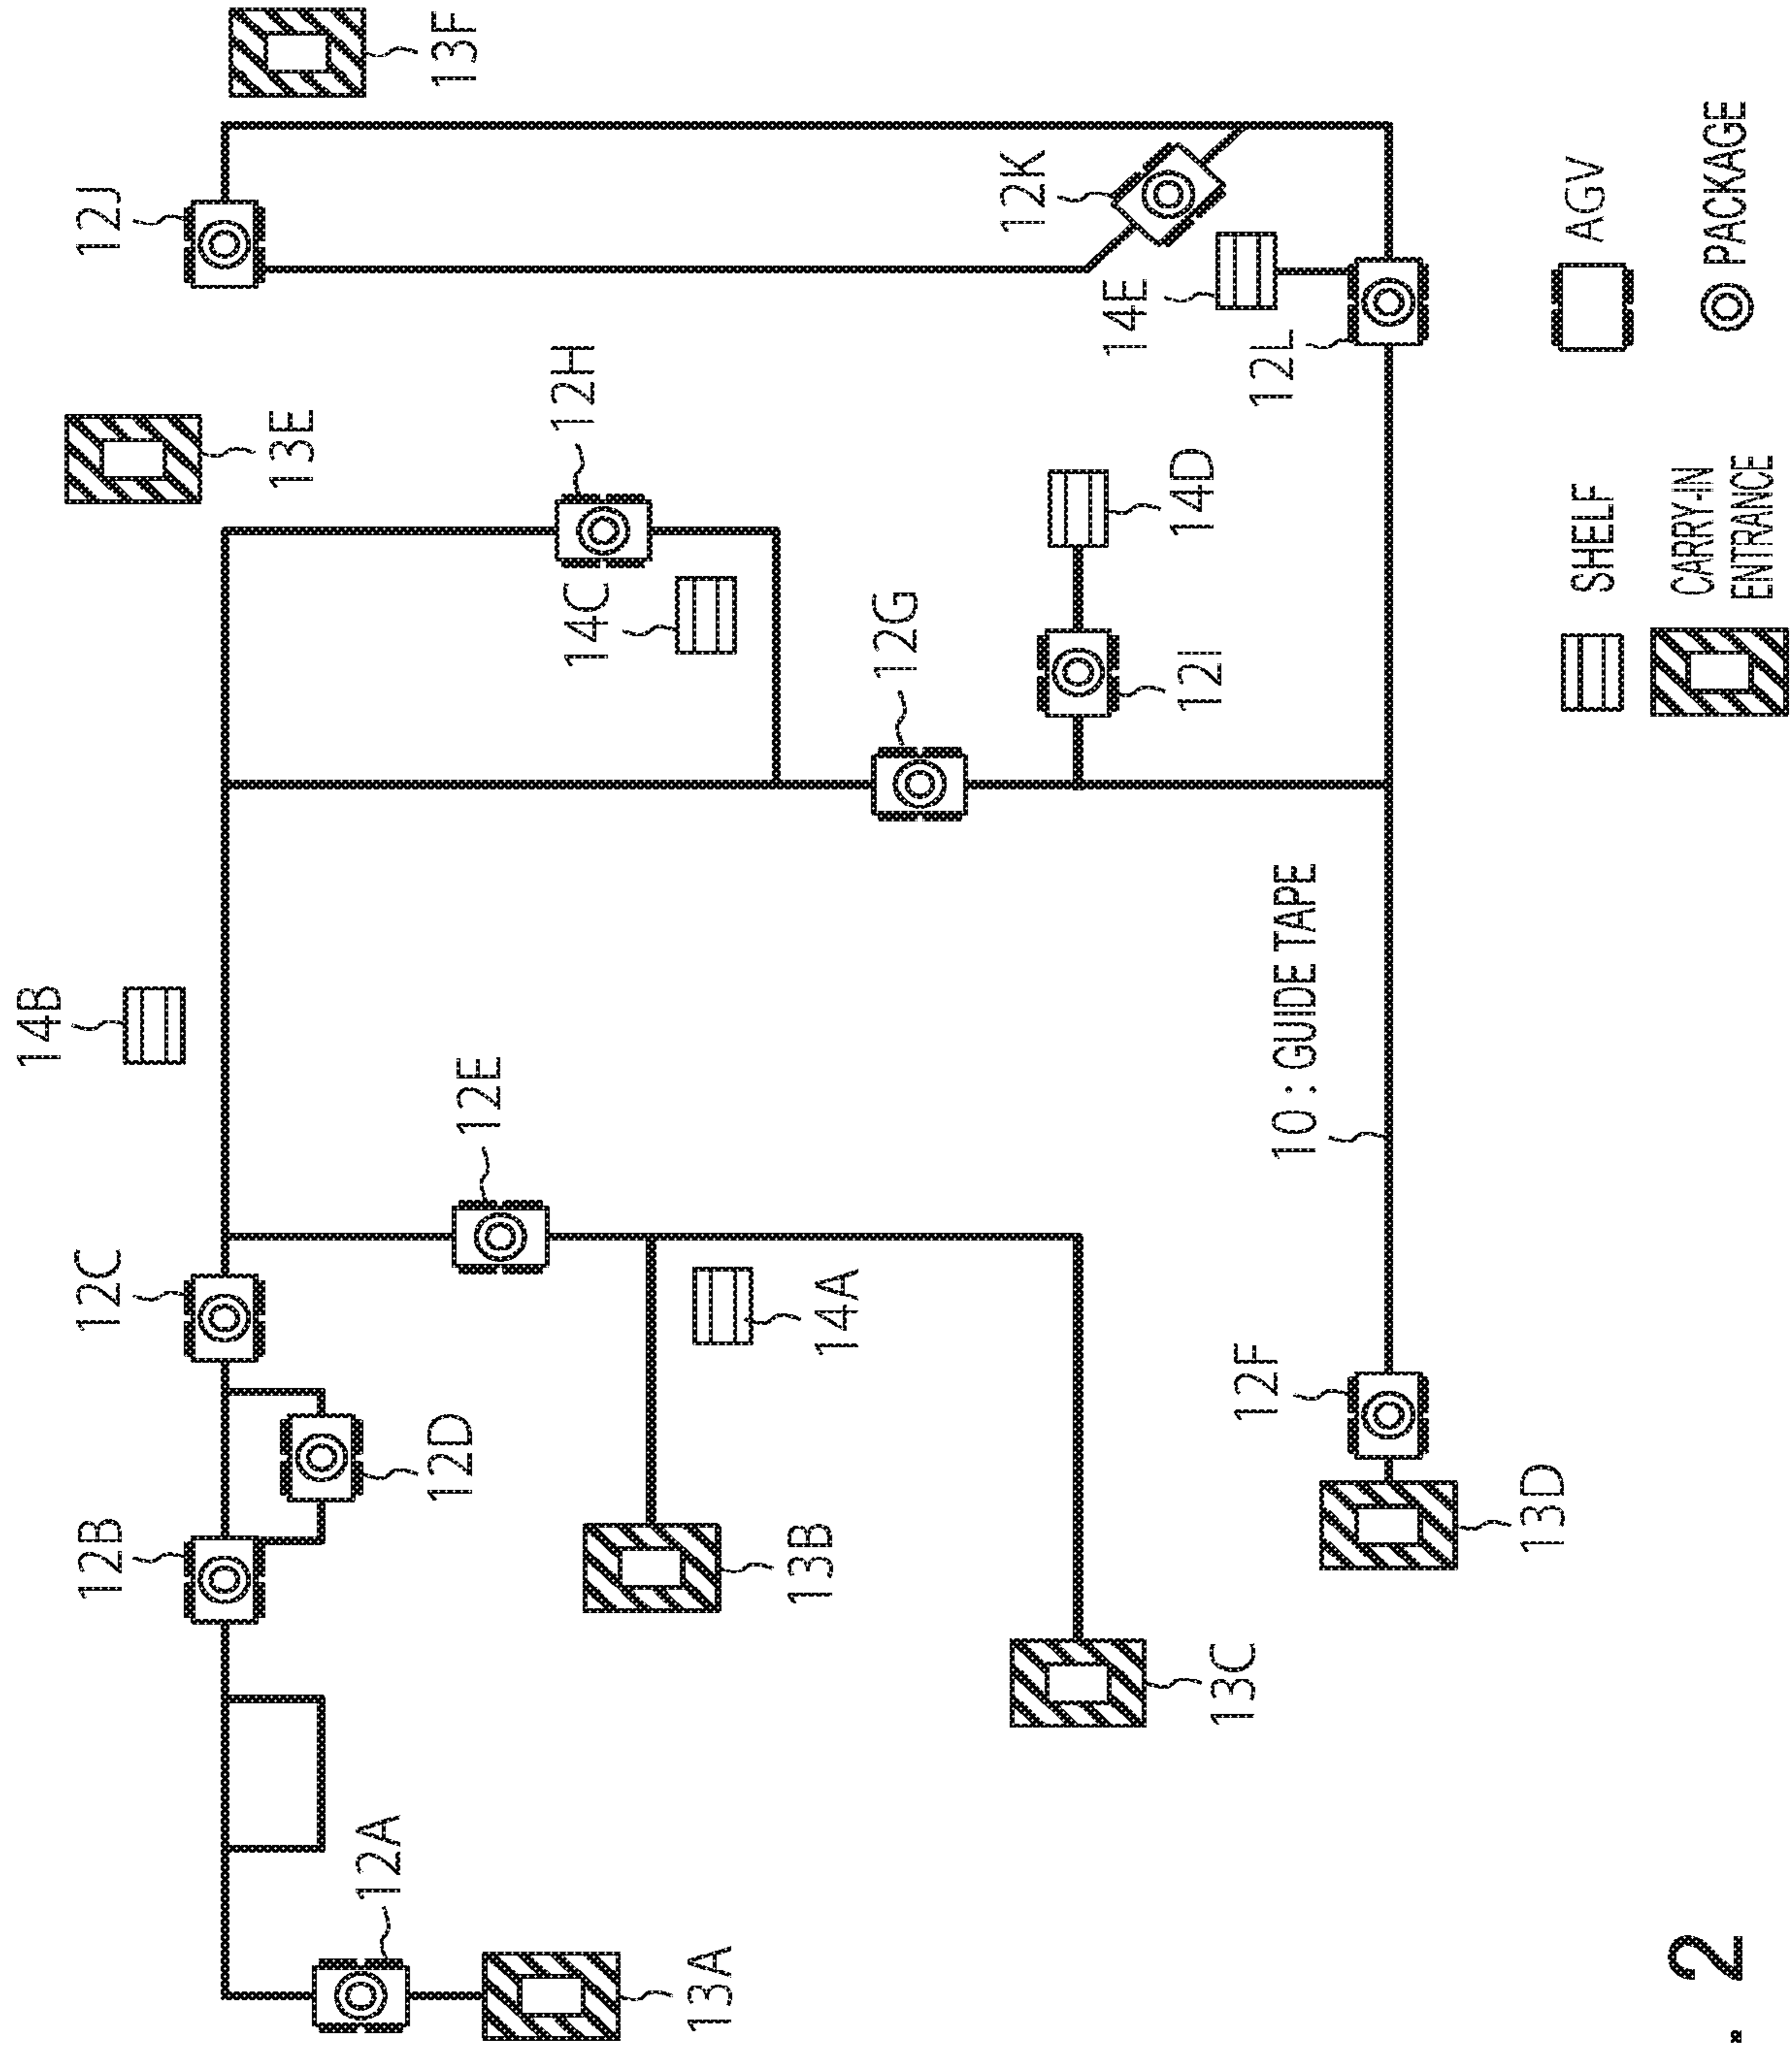 13F
12J
12K
14E
12L
13E
12H
14C
12G
14D
12I
14B
12E
10 : GUIDE TAPE
12C
12D
12B
14A
13B
12F
13D
13C
12A
13A
AGV
PACKAGE
SHELF
CARRY-IN
ENTRANCE
. 2